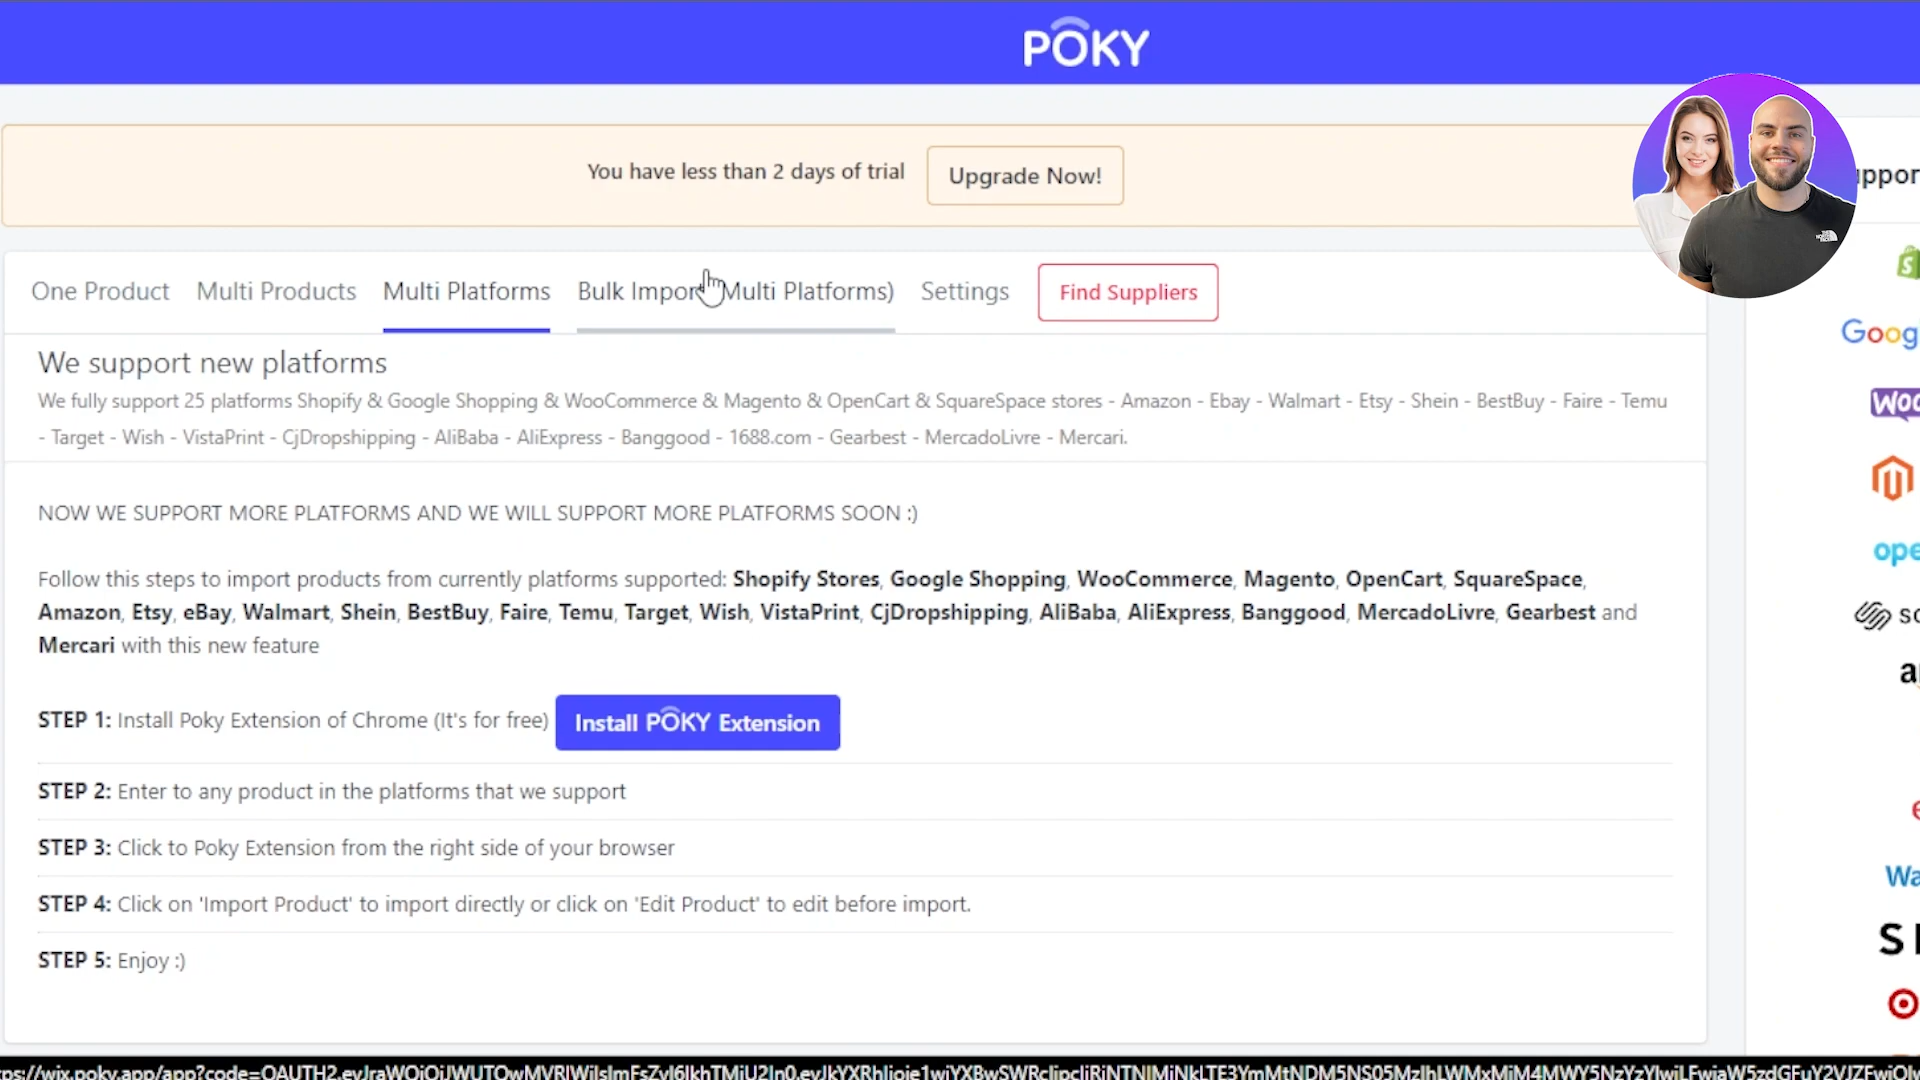 POKY
You have less than 2 days of trial
Upgrade Now!
One Product
Multi Products
Multi Platforms
Bulk Import Multi Platforms)
Settings
Find Suppliers
We support new platforms
We fully support 25 platforms Shopify & Google Shopping & WooCommerce & Magento & OpenCart & SquareSpace stores - Amazon - Ebay - Walmart - Etsy - Shein - BestBuy - Faire - Temu
- Target - Wish - VistaPrint - CjDropshipping - AliBaba - AliExpress - Banggood - 1688.com - Gearbest - MercadoLivre - Mercari.
NOW WE SUPPORT MORE PLATFORMS AND WE WILL SUPPORT MORE PLATFORMS SOON :)
Follow this steps to import products from currently platforms supported: Shopify Stores, Google Shopping, WooCommerce, Magento, OpenCart, SquareSpace,
Amazon, Etsy, eBay, Walmart, Shein, BestBuy, Faire, Temu, Target, Wish, VistaPrint, CjDropshipping, AliBaba, AliExpress, Banggood, MercadoLivre, Gearbest and
Mercari with this new feature
STEP 1: Install Poky Extension of Chrome (It's for free)
Install POKY Extension
STEP 2: Enter to any product in the platforms that we support
STEP 3: Click to Poky Extension from the right side of your browser
STEP 4: Click on 'Import Product' to import directly or click on 'Edit Product' to edit before import.
STEP 5: Enjoy :)